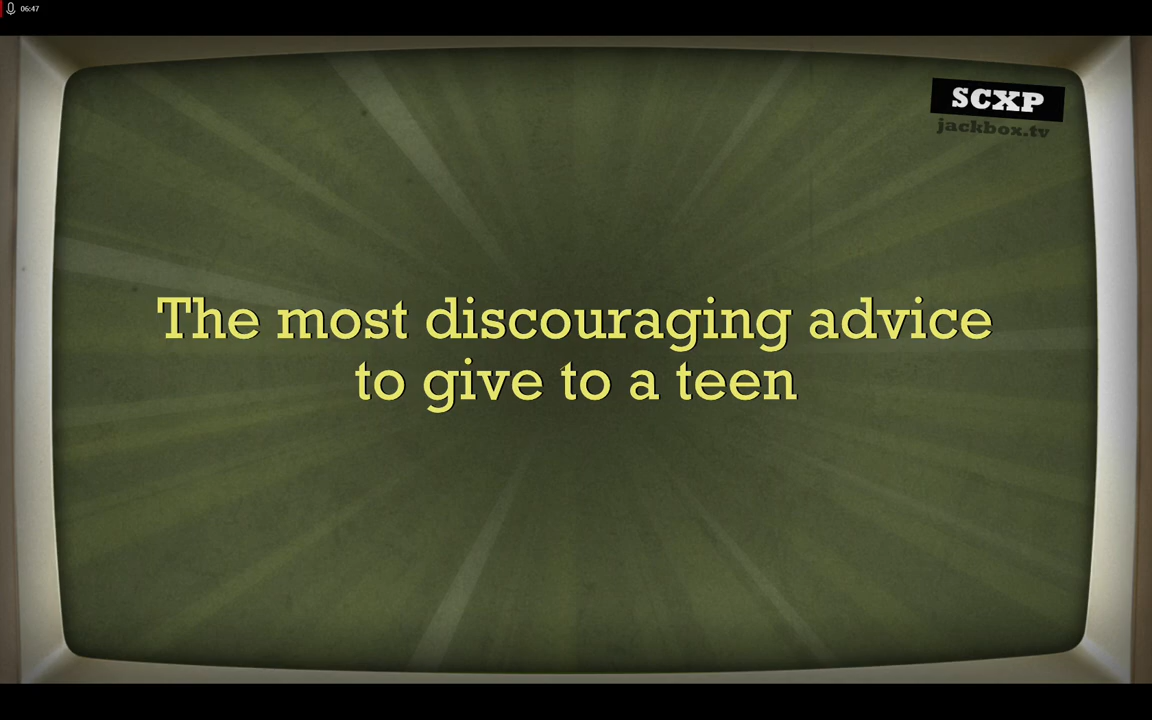 06:47
SCXP
jackbox.tv
The most discouraging advice
to give to a teen